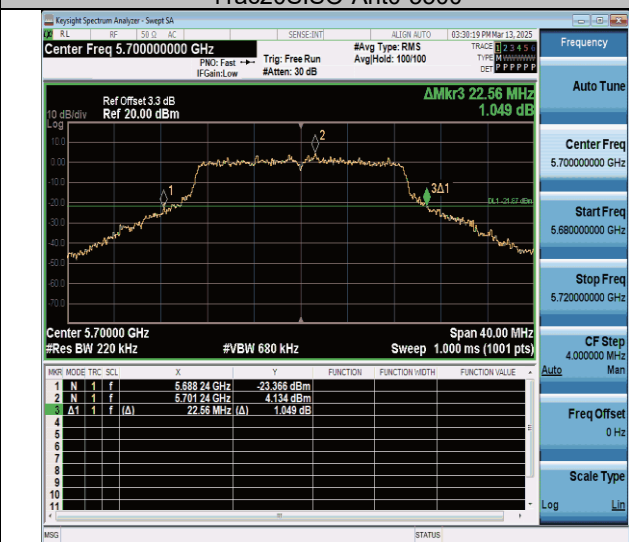 Keysight Spectrum Analyzer - Swept SA
RL RF 50 Ω AC SENSE:INT ALIGN AUTO 03:30:19 PM Mar 13, 2025
Center Freq 5.700000000 GHz
PNO: Fast
IFGain:Low
Trig: Free Run
#Atten: 30 dB
#Avg Type: RMS
Avg|Hold: 100/100
TRACE 1 2 3 4 5 6
TYPE M WWWWW
DET P P P P P P
ΔMkr3 22.56 MHz
1.049 dB
Ref Offset 3.3 dB
10 dB/div Ref 20.00 dBm
Log
10.0
0.00
-10.0
-20.0
-30.0
-40.0
-50.0
-60.0
-70.0
1
2
3Δ1
DL1 -21.87 dBm
Center 5.70000 GHz Span 40.00 MHz
#Res BW 220 kHz #VBW 680 kHz Sweep 1.000 ms (1001 pts)
MKR MODE TRC SCL X Y FUNCTION FUNCTION WIDTH FUNCTION VALUE
1 N 1 f 5.688 24 GHz -23.366 dBm
2 N 1 f 5.701 24 GHz 4.134 dBm
3 Δ1 1 f (Δ) 22.56 MHz (Δ) 1.049 dB
4
5
6
7
8
9
10
11
MSG STATUS
Frequency
Auto Tune
Center Freq
5.700000000 GHz
Start Freq
5.680000000 GHz
Stop Freq
5.720000000 GHz
CF Step
4.000000 MHz
Auto Man
Freq Offset
0 Hz
Scale Type
Log Lin